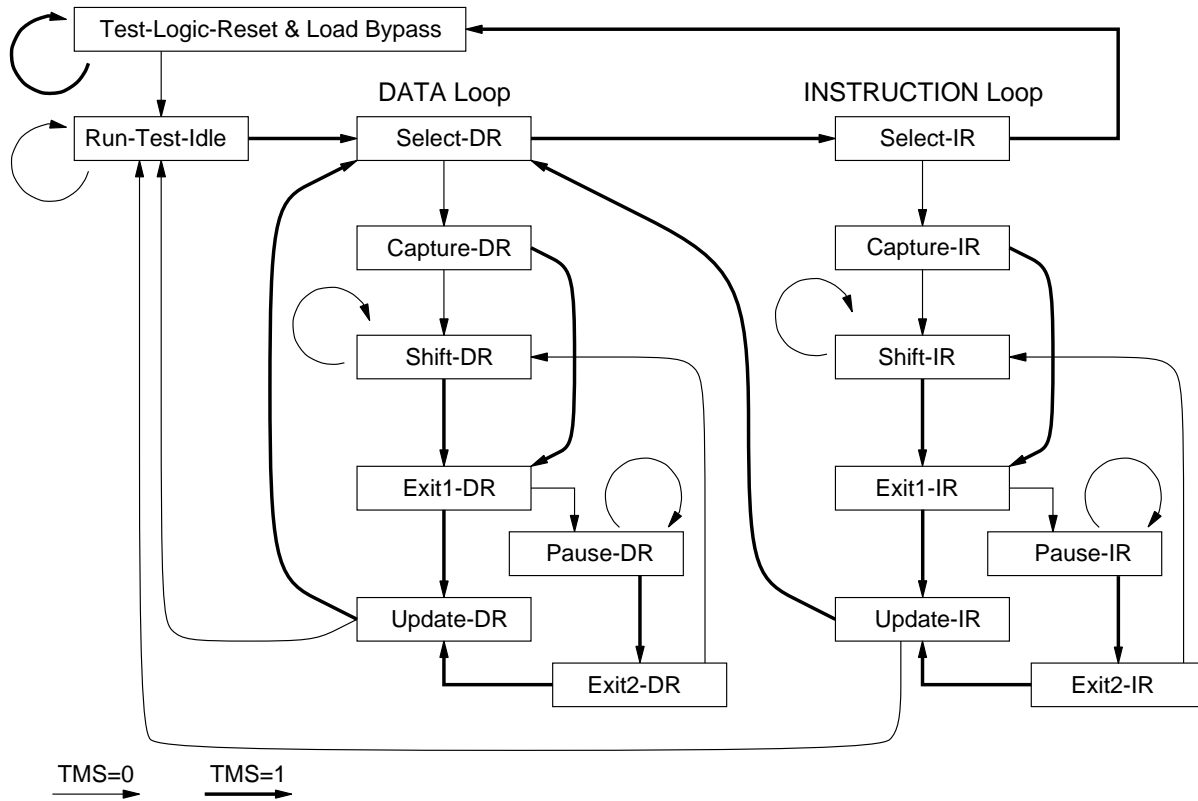 Test-Logic-Reset & Load Bypass
DATA Loop
INSTRUCTION Loop
Run-Test-Idle
Select-DR
Select-IR
Capture-DR
Capture-IR
Shift-DR
Shift-IR
Exit1-DR
Exit1-IR
Pause-DR
Pause-IR
Update-DR
Update-IR
Exit2-DR
Exit2-IR
TMS=0
TMS=1